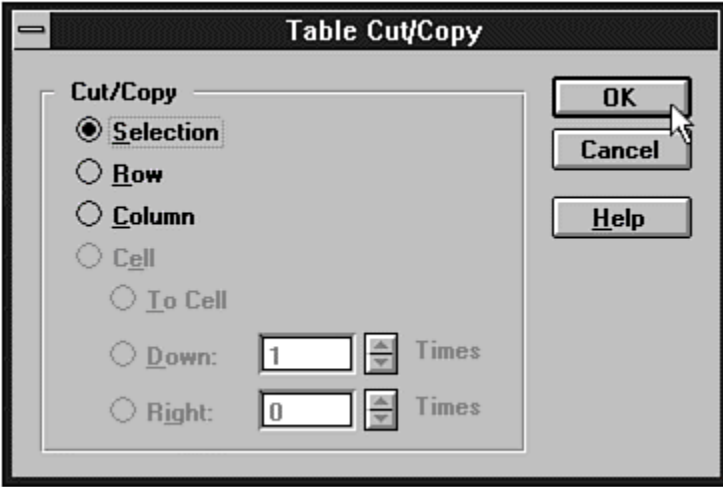 Table Cut/Copy
Cut/Copy
Selection
Row
Column
Cell
To Cell
Down: 1 Times
Right: 0 Times
OK
Cancel
Help